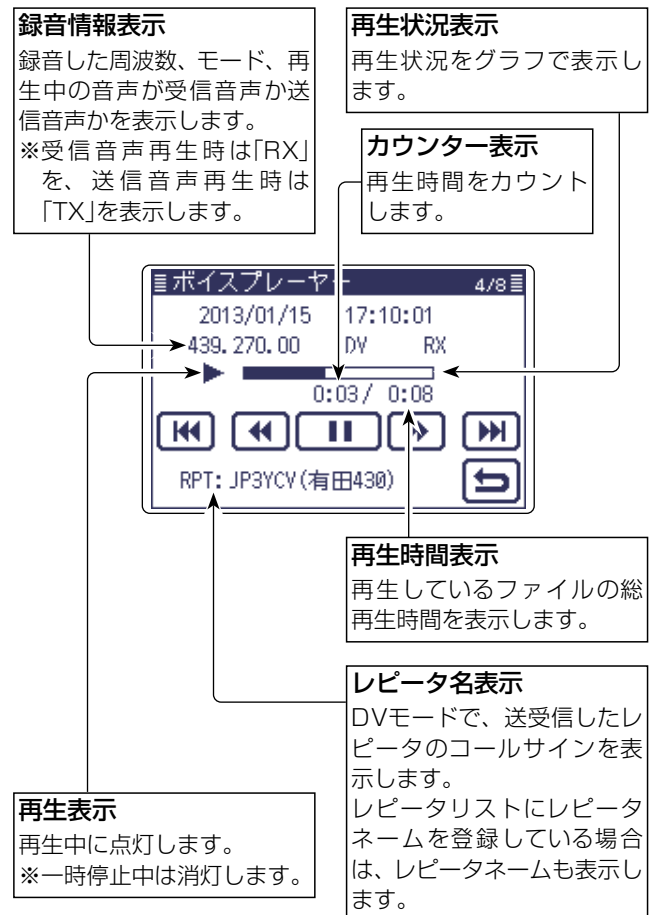 録音情報表示
録音した周波数、モード、再
生中の音声が受信音声か送
信音声かを表示します。
※受信音声再生時は「RX」
を、送信音声再生時は
「TX」を表示します。
再生状況表示
再生状況をグラフで表示し
ます。
カウンター表示
再生時間をカウント
します。
ボイスプレーヤー 4/8
2013/01/15 17:10:01
439.270.00 DV RX
0:03/ 0:08
RPT: JP3YCV(有田430)
再生時間表示
再生しているファイルの総
再生時間を表示します。
レピータ名表示
DVモードで、送受信したレ
ピータのコールサインを表
示します。
レピータリストにレピータ
ネームを登録している場合
は、レピータネームも表示し
ます。
再生表示
再生中に点灯します。
※一時停止中は消灯します。